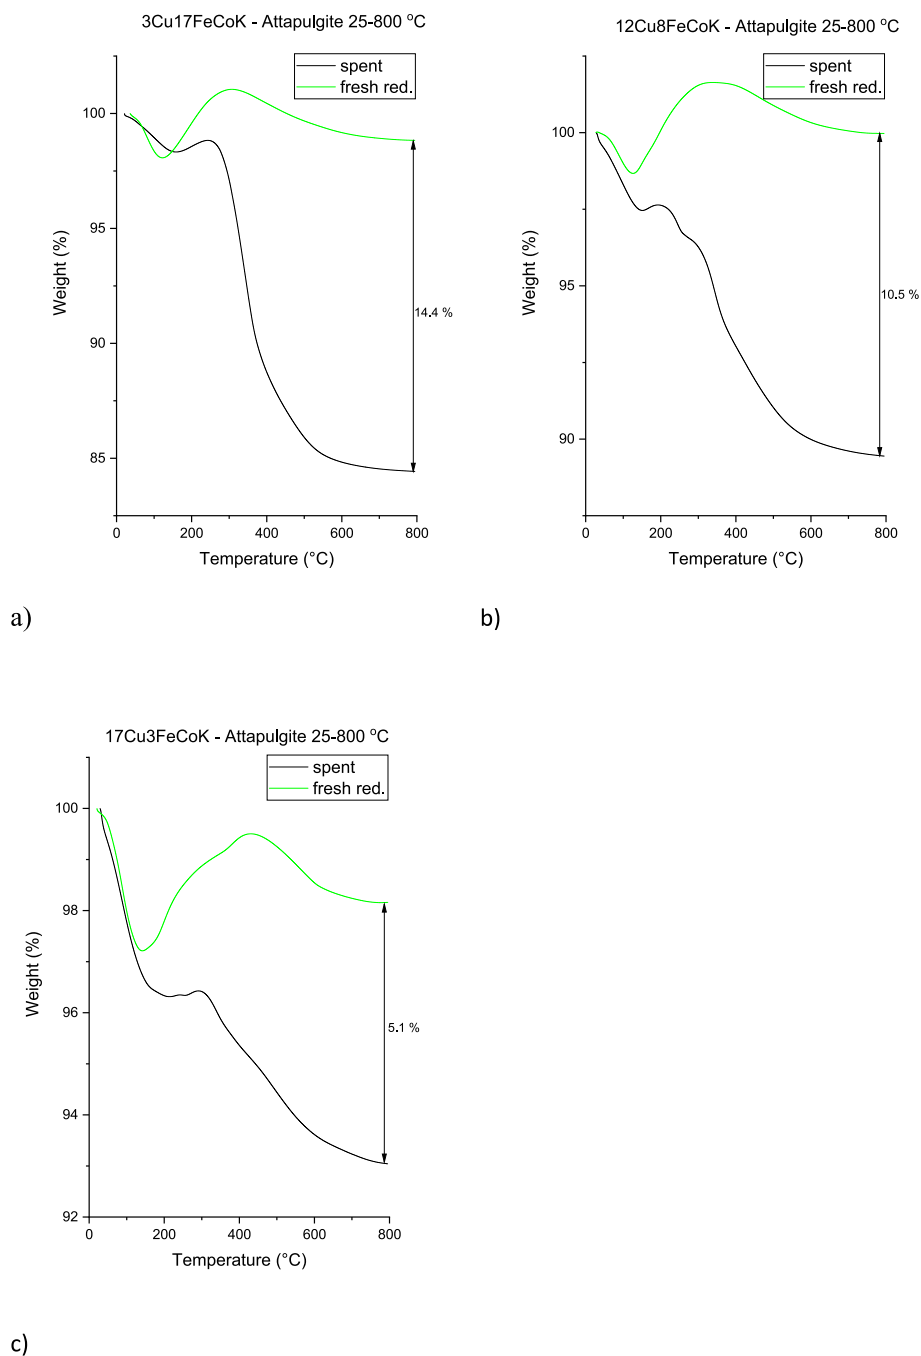 3Cu17FeCoK - Attapulgite 25-800 °C
spent
fresh red.
100
95
90
85
Weight (%)
14.4 %
0 200 400 600 800
Temperature (°C)
a)
12Cu8FeCoK - Attapulgite 25-800 °C
spent
fresh red.
100
95
90
Weight (%)
10.5 %
0 200 400 600 800
Temperature (°C)
b)
17Cu3FeCoK - Attapulgite 25-800 °C
spent
fresh red.
100
98
96
94
92
Weight (%)
5.1 %
0 200 400 600 800
Temperature (°C)
c)